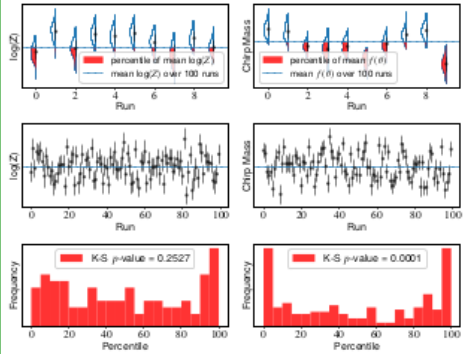 log(Z)
percentile of mean log(Z)
mean log(Z) over 100 runs
0 2 4 6 8
Run
Chirp Mass
percentile of mean f(θ)
mean f(θ) over 100 runs
0 2 4 6 8
Run
log(Z)
0 20 40 60 80 100
Run
Chirp Mass
0 20 40 60 80 100
Run
Frequency
K-S p-value = 0.2527
0 20 40 60 80 100
Percentile
Frequency
K-S p-value = 0.0001
0 20 40 60 80 100
Percentile